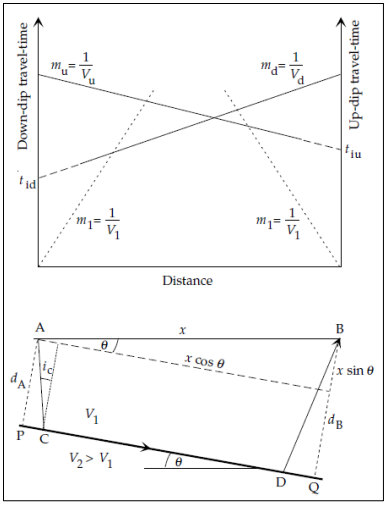 Down-dip travel-time
Up-dip travel-time
m_u = 1/V_u
m_d = 1/V_d
t_id
t_iu
m_1 = 1/V_1
m_1 = 1/V_1
Distance
A
x
B
θ
i_c
x cos θ
x sin θ
d_A
d_B
P
C
V_1
V_2 > V_1
θ
D
Q